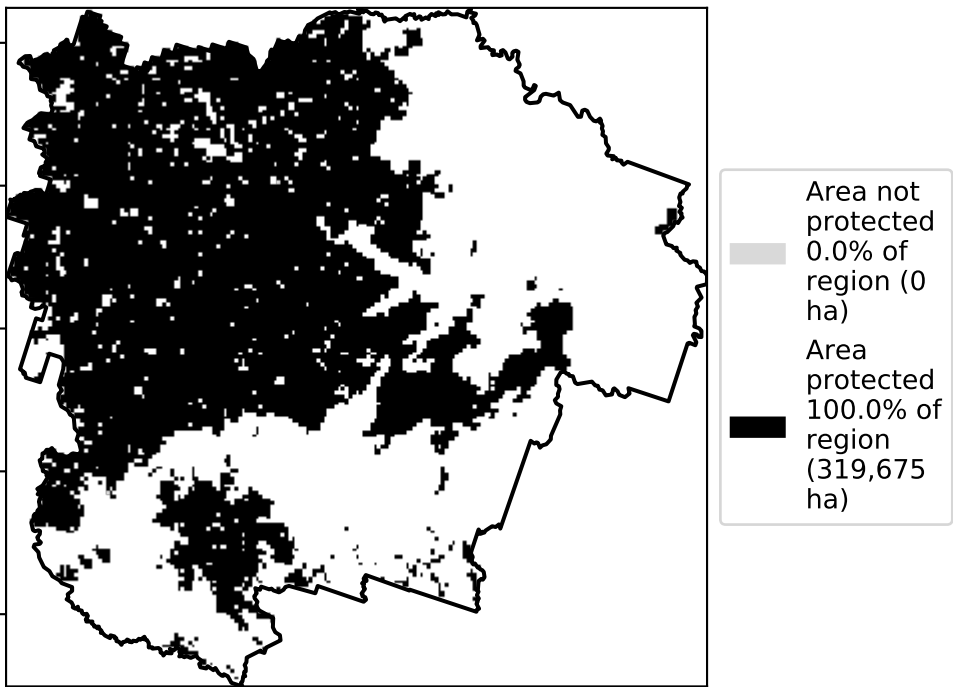 Area not
protected
0.0% of
region (0
ha)
Area
protected
100.0% of
region
(319,675
ha)